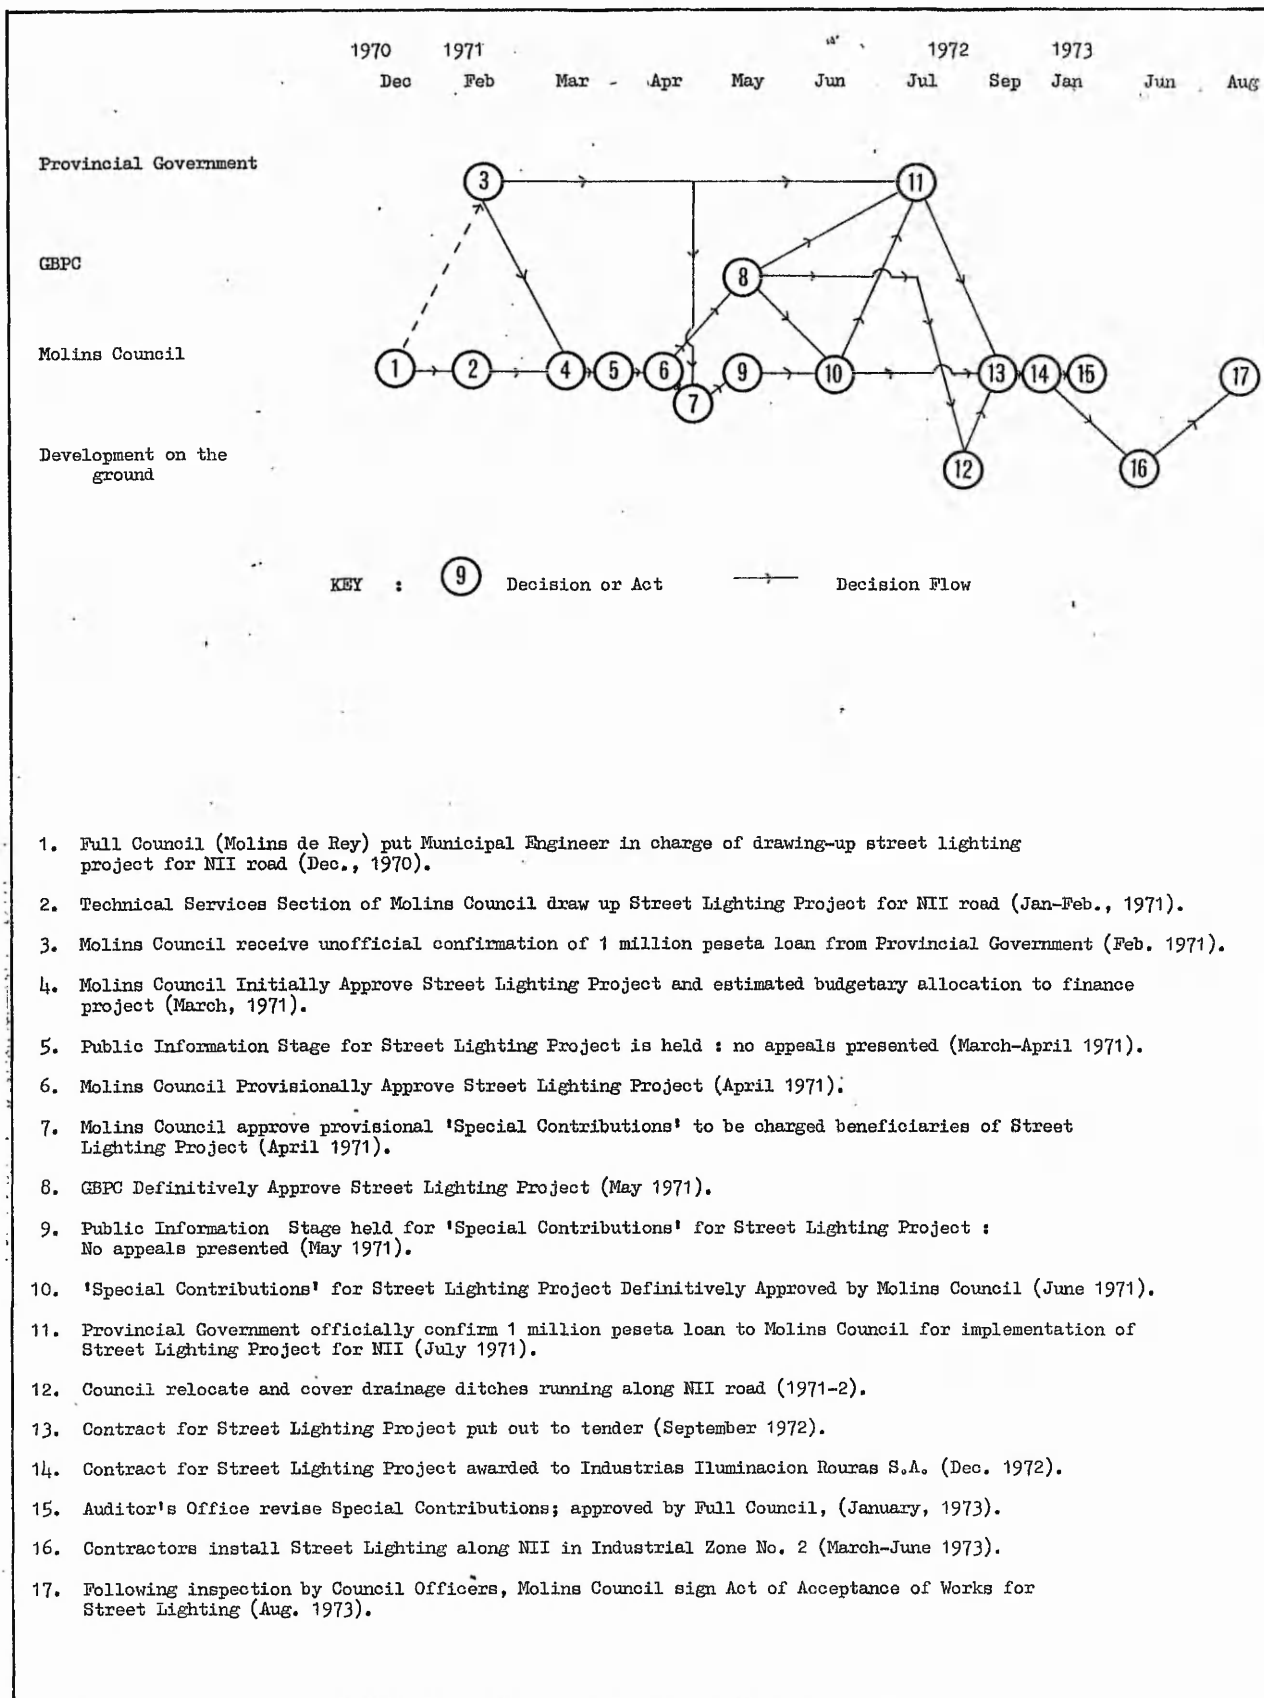 1970 1971 1972 1973
Dec Feb Mar - Apr May Jun Jul Sep Jan Jun Aug
Provincial Government
3 11
GBPC
8
Molins Council
1 2 4 5 6 9 10 13 14 15 17
7
Development on the
ground
12 16
KEY : 9 Decision or Act Decision Flow
1. Full Council (Molins de Rey) put Municipal Engineer in charge of drawing-up street lighting
project for NII road (Dec., 1970).
2. Technical Services Section of Molins Council draw up Street Lighting Project for NII road (Jan-Feb., 1971).
3. Molins Council receive unofficial confirmation of 1 million peseta loan from Provincial Government (Feb. 1971).
4. Molins Council Initially Approve Street Lighting Project and estimated budgetary allocation to finance
project (March, 1971).
5. Public Information Stage for Street Lighting Project is held : no appeals presented (March-April 1971).
6. Molins Council Provisionally Approve Street Lighting Project (April 1971).
7. Molins Council approve provisional 'Special Contributions' to be charged beneficiaries of Street
Lighting Project (April 1971).
8. GBPC Definitively Approve Street Lighting Project (May 1971).
9. Public Information Stage held for 'Special Contributions' for Street Lighting Project :
No appeals presented (May 1971).
10. 'Special Contributions' for Street Lighting Project Definitively Approved by Molins Council (June 1971).
11. Provincial Government officially confirm 1 million peseta loan to Molins Council for implementation of
Street Lighting Project for NII (July 1971).
12. Council relocate and cover drainage ditches running along NII road (1971-2).
13. Contract for Street Lighting Project put out to tender (September 1972).
14. Contract for Street Lighting Project awarded to Industrias Iluminacion Rouras S.A. (Dec. 1972).
15. Auditor's Office revise Special Contributions; approved by Full Council, (January, 1973).
16. Contractors install Street Lighting along NII in Industrial Zone No. 2 (March-June 1973).
17. Following inspection by Council Officers, Molins Council sign Act of Acceptance of Works for
Street Lighting (Aug. 1973).